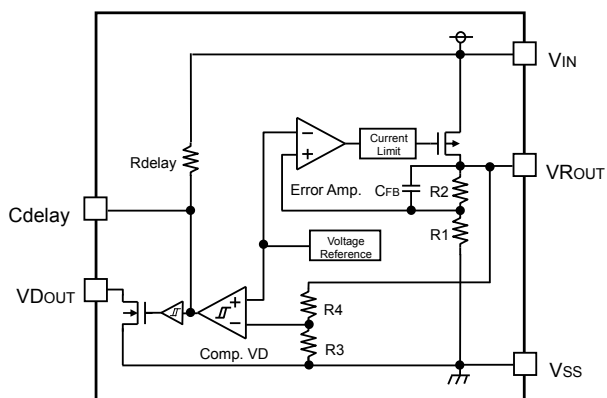 VIN
Rdelay
−
+
Error Amp.
Current
Limit
CFB
R2
VROUT
Cdelay
R1
Voltage
Reference
VDOUT
+
−
R4
R3
Comp. VD
VSS